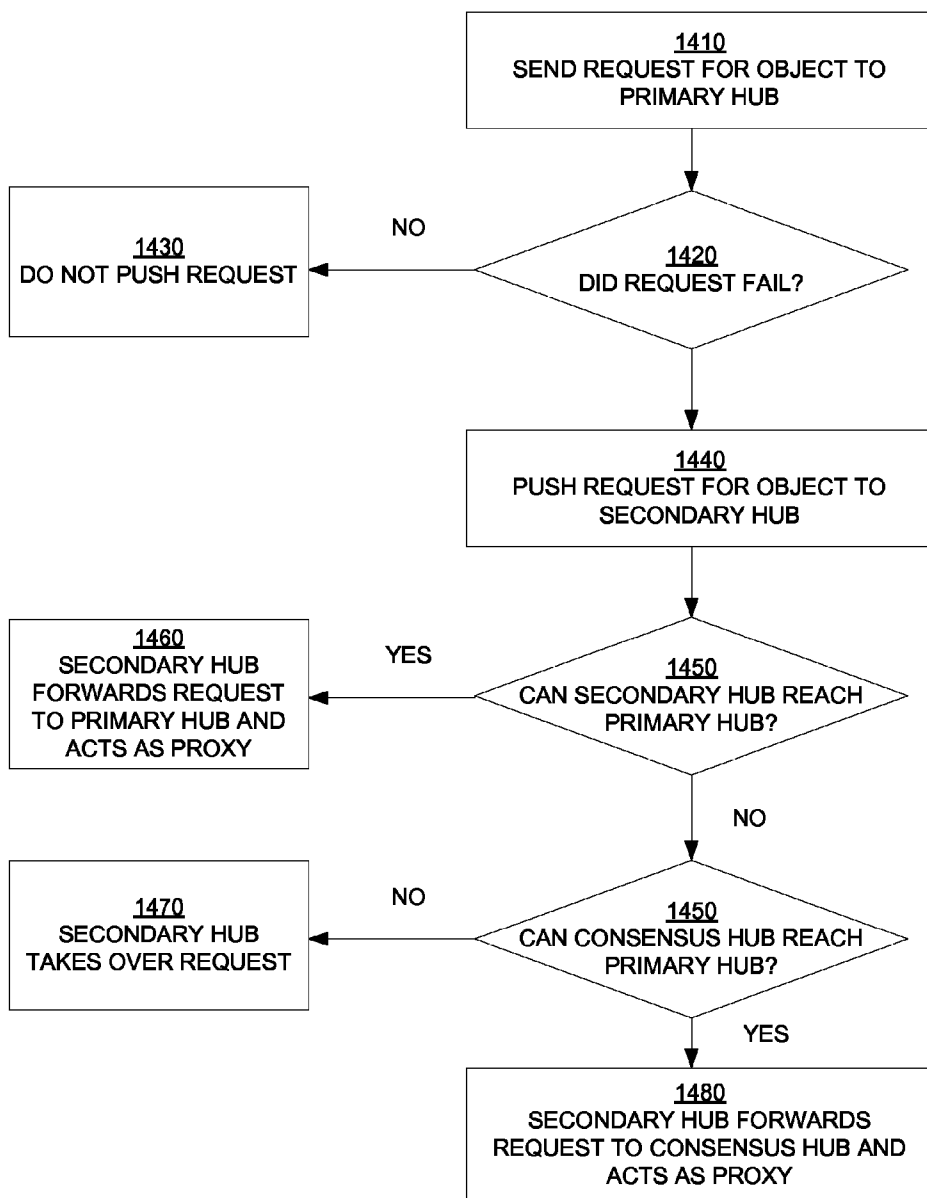 1410
SEND REQUEST FOR OBJECT TO
PRIMARY HUB
NO
1430
DO NOT PUSH REQUEST
1420
DID REQUEST FAIL?
1440
PUSH REQUEST FOR OBJECT TO
SECONDARY HUB
1460
SECONDARY HUB
FORWARDS REQUEST
TO PRIMARY HUB AND
ACTS AS PROXY
YES
1450
CAN SECONDARY HUB REACH
PRIMARY HUB?
NO
1470
SECONDARY HUB
TAKES OVER REQUEST
NO
1450
CAN CONSENSUS HUB REACH
PRIMARY HUB?
YES
1480
SECONDARY HUB FORWARDS
REQUEST TO CONSENSUS HUB AND
ACTS AS PROXY